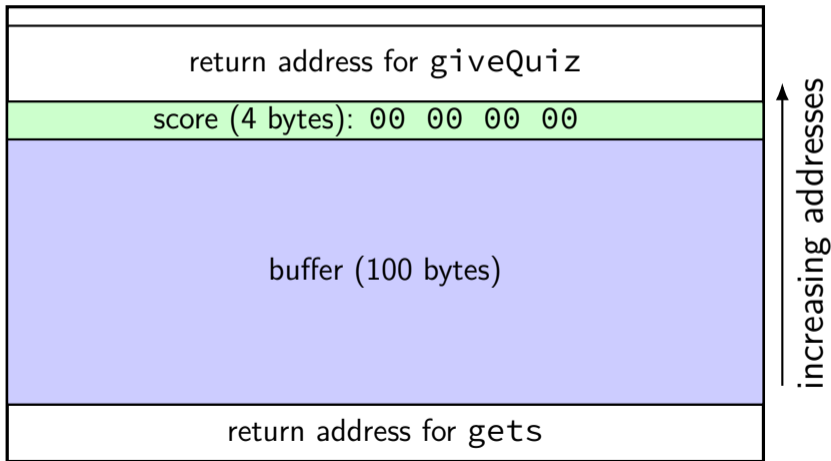 return address for giveQuiz
score (4 bytes): 00 00 00 00
buffer (100 bytes)
return address for gets
increasing addresses